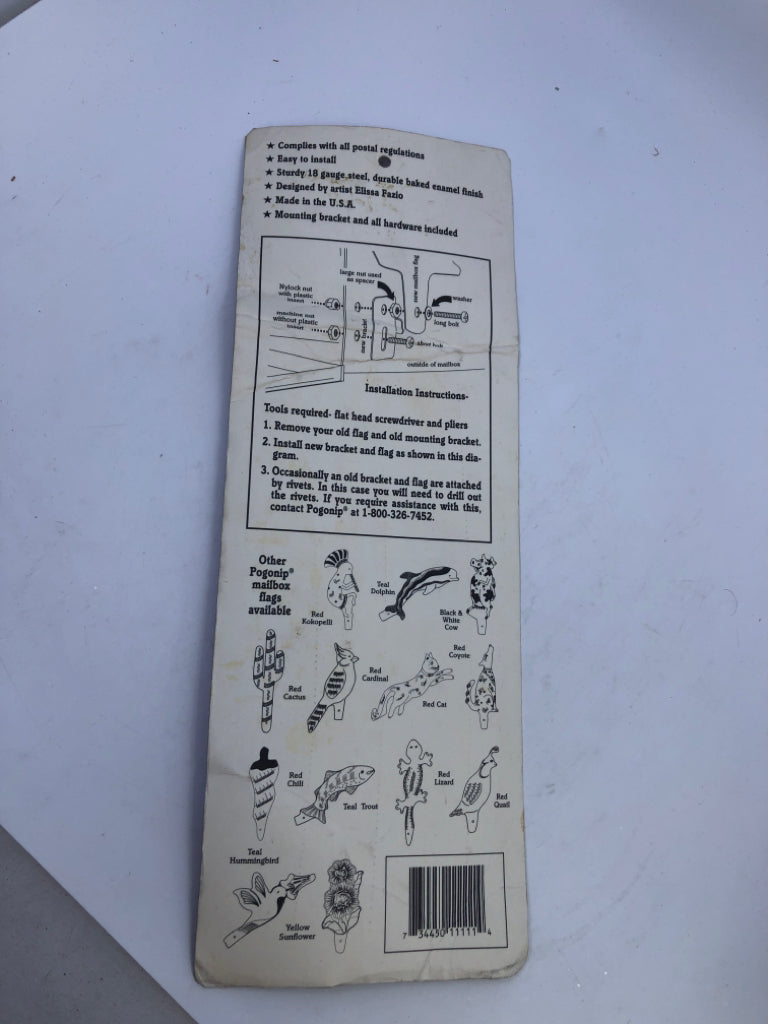 ★ Complies with all postal regulations
★ Easy to install
★ Sturdy 18 gauge steel, durable baked enamel finish
★ Designed by artist Elissa Fazio
★ Made in the U.S.A.
★ Mounting bracket and all hardware included
large nut used
as spacer
new mailbox flag
Nylock nut
with plastic
insert
washer
long bolt
machine nut
without plastic
insert
new bracket
short bolt
outside of mailbox
Installation Instructions-
Tools required- flat head screwdriver and pliers
1. Remove your old flag and old mounting bracket.
2. Install new bracket and flag as shown in this dia-
gram.
3. Occasionally an old bracket and flag are attached
by rivets. In this case you will need to drill out
the rivets. If you require assistance with this,
contact Pogonip® at 1-800-326-7452.
Other
Pogonip®
mailbox
flags
available
Red
Kokopelli
Teal
Dolphin
Black &
White
Cow
Red
Cactus
Red
Cardinal
Red Cat
Red
Coyote
Red
Chili
Teal Trout
Red
Lizard
Red
Quail
Teal
Hummingbird
Yellow
Sunflower
7 34450 11111 4